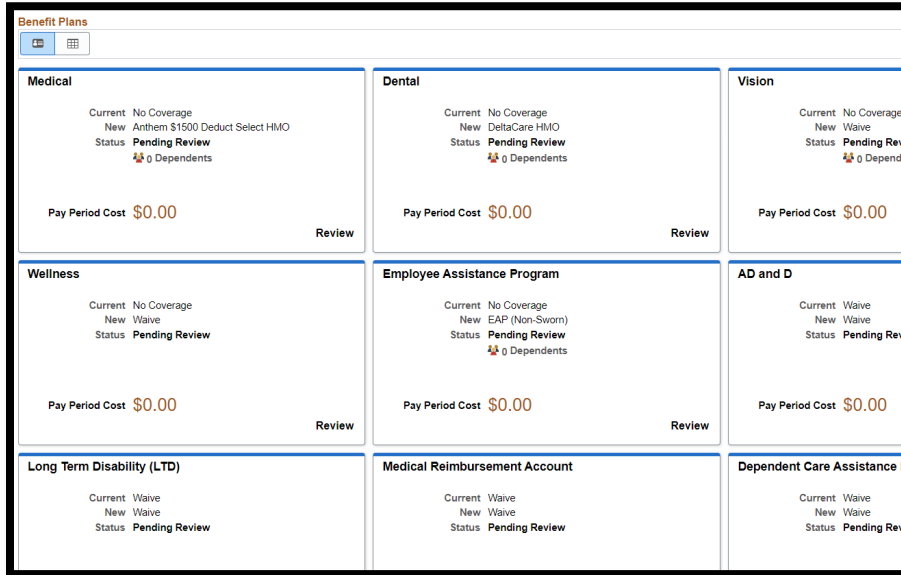 Benefit Plans
Medical
Current No Coverage
New Anthem $1500 Deduct Select HMO
Status Pending Review
0 Dependents
Pay Period Cost $0.00
Review
Dental
Current No Coverage
New DeltaCare HMO
Status Pending Review
0 Dependents
Pay Period Cost $0.00
Review
Vision
Current No Coverage
New Waive
Status Pending Rev
0 Depend
Pay Period Cost $0.00
Wellness
Current No Coverage
New Waive
Status Pending Review
Pay Period Cost $0.00
Review
Employee Assistance Program
Current No Coverage
New EAP (Non-Sworn)
Status Pending Review
0 Dependents
Pay Period Cost $0.00
Review
AD and D
Current Waive
New Waive
Status Pending Rev
Pay Period Cost $0.00
Long Term Disability (LTD)
Current Waive
New Waive
Status Pending Review
Medical Reimbursement Account
Current Waive
New Waive
Status Pending Review
Dependent Care Assistance
Current Waive
New Waive
Status Pending Rev